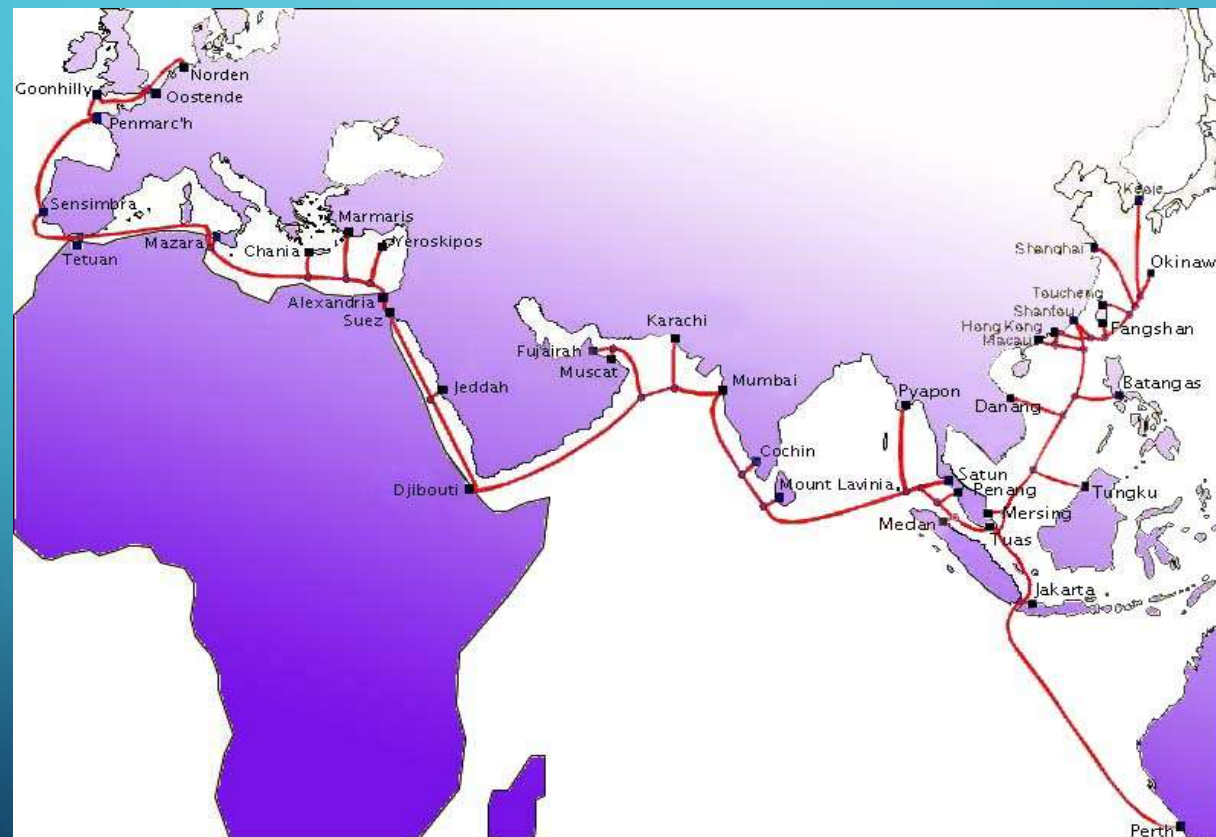 Norden
Goonhilly
Oostende
Penmarc'h
Sensimbra
Marmaris
Mazara
Chania
Yeroskipos
Tetuan
Alexandria
Suez
Jeddah
Djibouti
Karachi
Fujairah
Muscat
Mumbai
Cochin
Mount Lavinia
Pyapon
Keoje
Shanghai
Okinaw
Toucheng
Shantou
Hong Kong
Fangshan
Macau
Batangas
Danang
Satun
Penang
Tungku
Mersing
Medan
Tuas
Jakarta
Perth